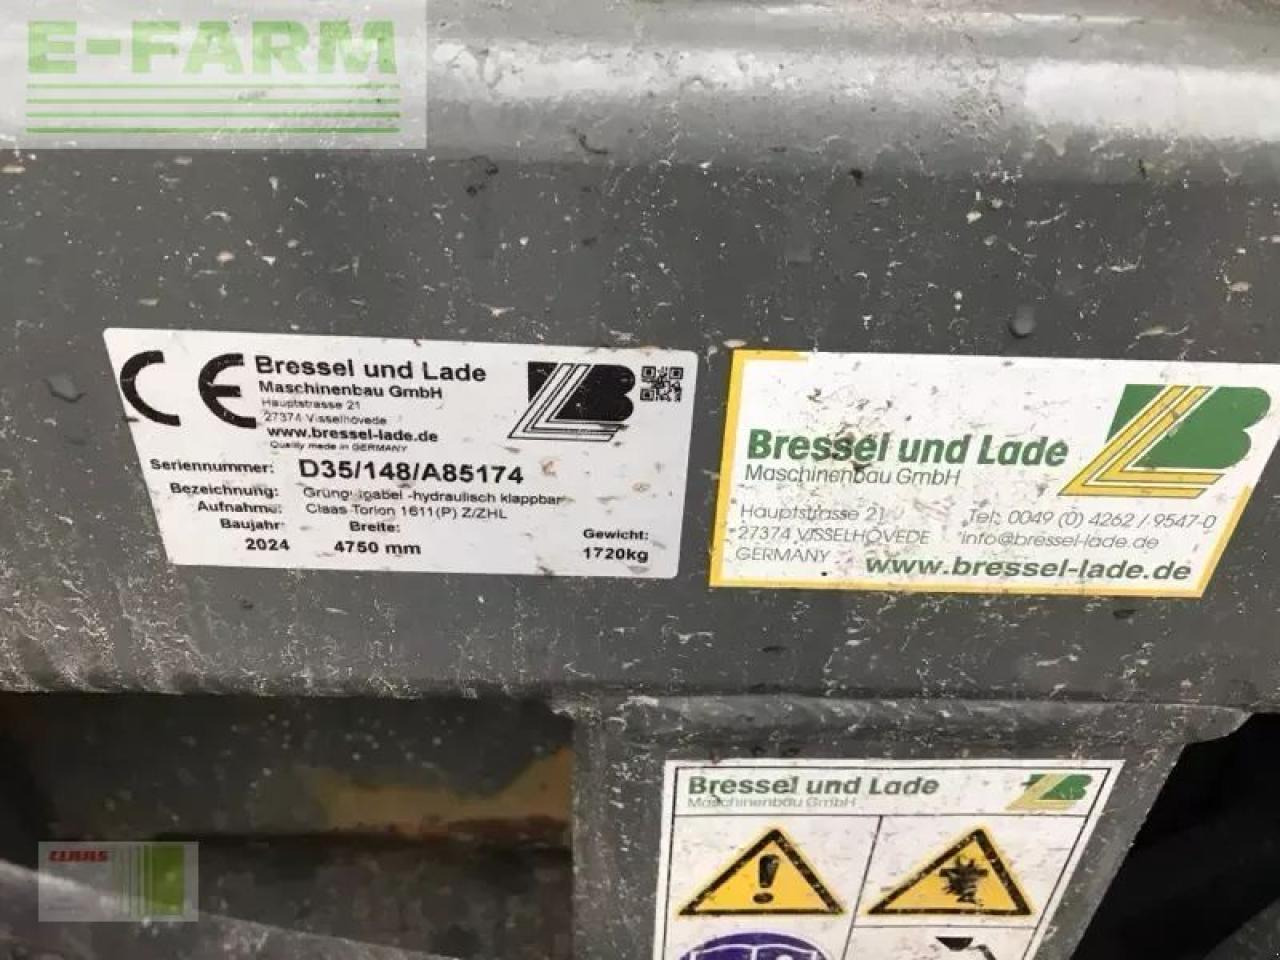 E-FARM
CE
Bressel und Lade
Maschinenbau GmbH
Hauptstrasse 21
27374 Visselhövede
www.bressel-lade.de
Quality made in GERMANY
Seriennummer: D35/148/A85174
Bezeichnung: -hydraulisch klappbar
Aufnahme: Claas Torion 1611(P) Z/ZHL
Baujahr: Breite: Gewicht:
2024 4750 mm 1720kg
Bressel und Lade
Maschinenbau GmbH
Hauptstrasse 21 Tel: 0049 (0) 4262 / 9547-0
27374 VISSELHÖVEDE info@bressel-lade.de
GERMANY www.bressel-lade.de
Bressel und Lade
Maschinenbau GmbH
CLAAS